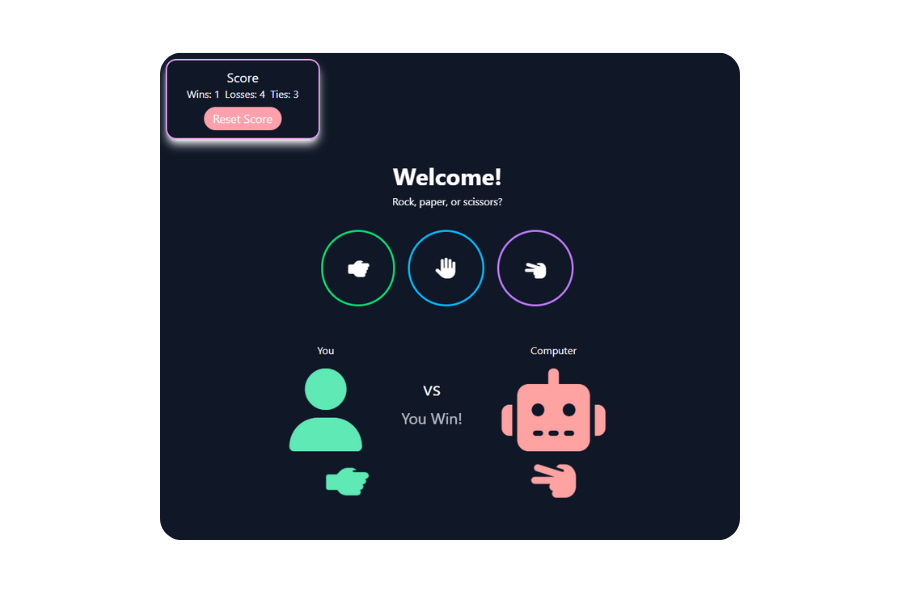 Score
Wins: 1 Losses: 4 Ties: 3
Reset Score
Welcome!
Rock, paper, or scissors?
You
Computer
VS
You Win!